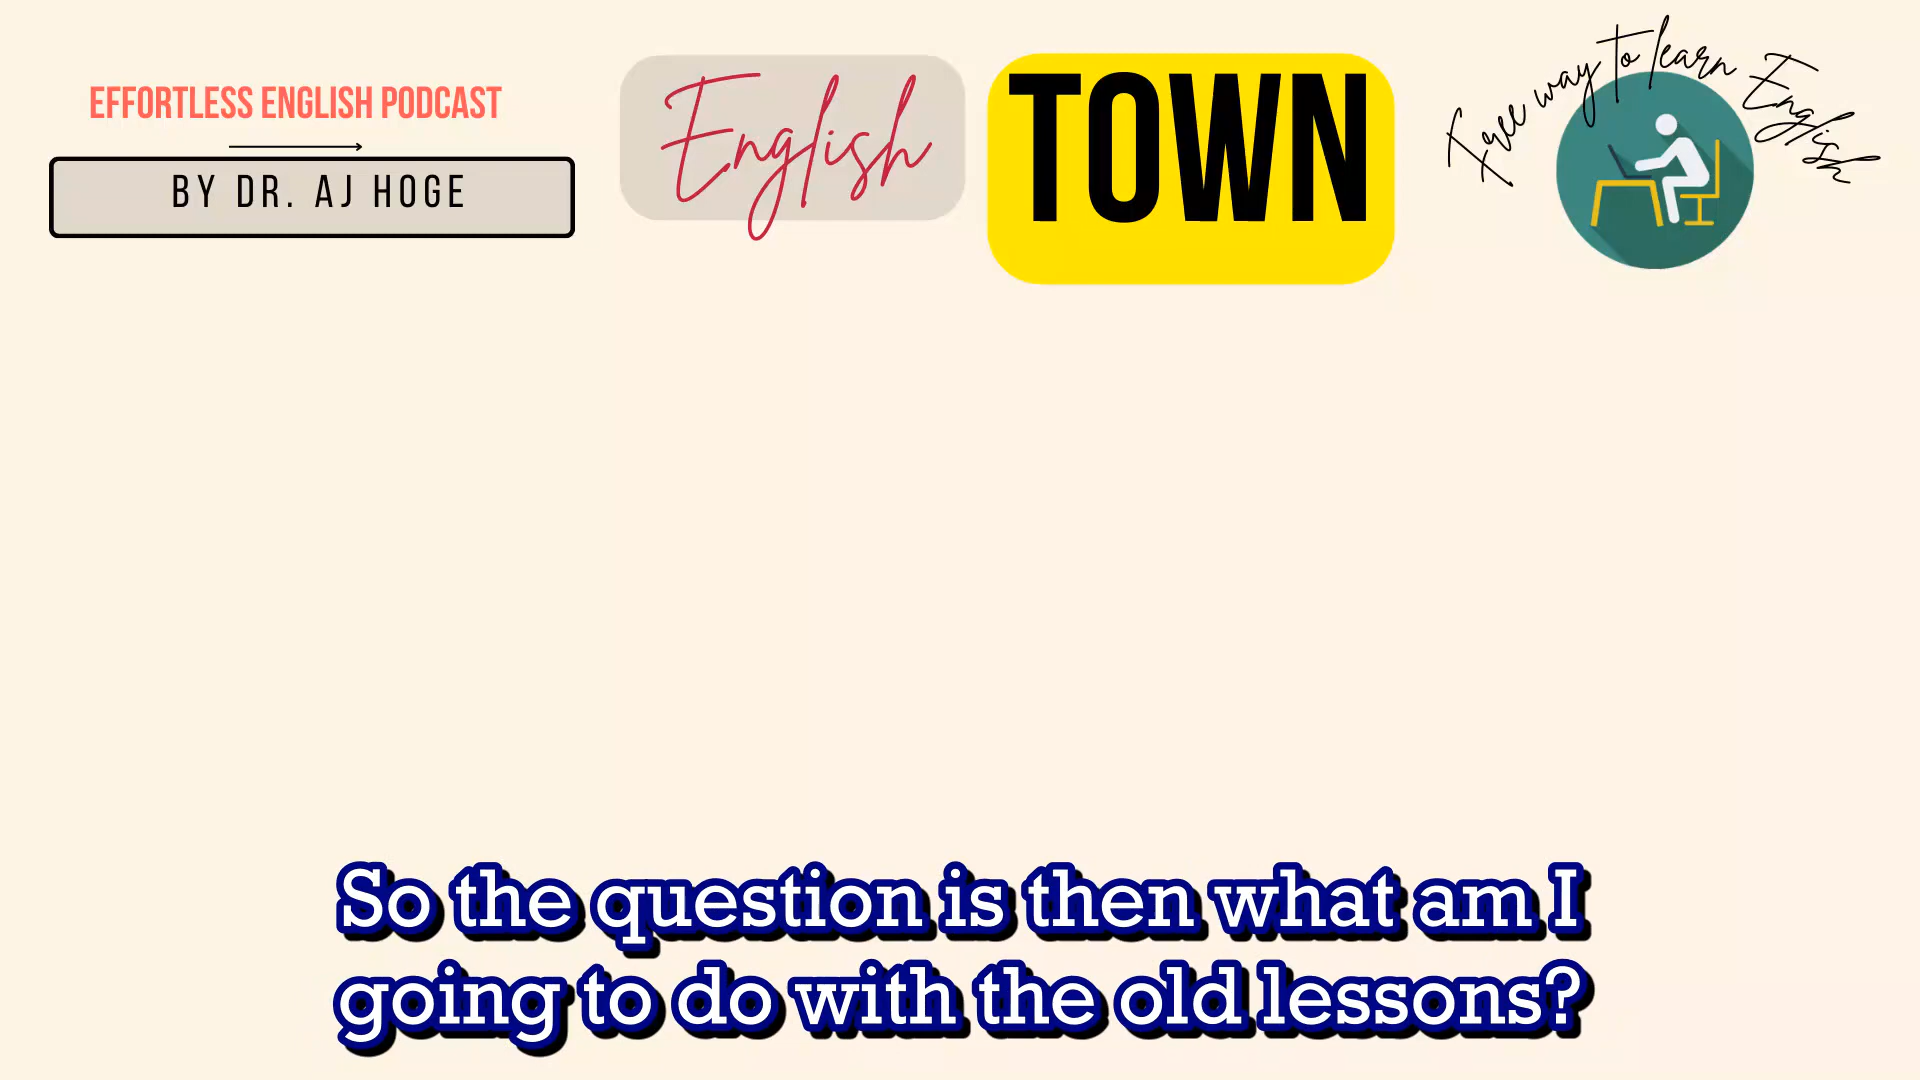 EFFORTLESS ENGLISH PODCAST
BY DR. AJ HOGE
English
TOWN
Free way to learn English
So the question is then what am I
going to do with the old lessons?